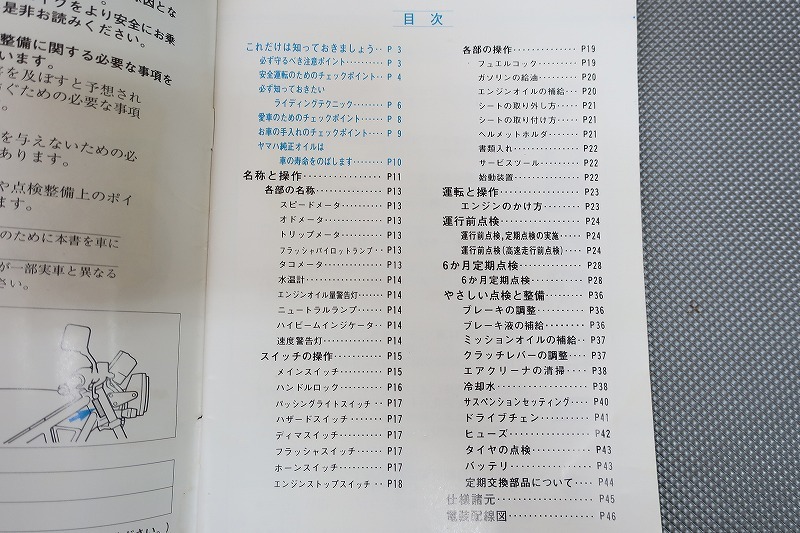 原因とな
イクをより安全にお乗
是非お読みください。
整備に関する必要な事項を
います。
害を及ぼすと予想され
ぐための必要な事項
を与えないための必
あります。
や点検整備上のポイ
ます。
のために本書を車に
が一部実車と異なる
さい。
ください。)
目 次
これだけは知っておきましょう‥ P 3
必ず守るべき注意ポイント‥‥ P 3
安全運転のためのチェックポイント‥‥ P 4
必ず知っておきたい
ライディングテクニック‥‥ P 6
愛車のためのチェックポイント‥‥ P 8
お車の手入れのチェックポイント‥‥ P 9
ヤマハ純正オイルは
車の寿命をのばします‥‥‥P10
名称と操作‥‥‥‥‥‥P11
各部の名称‥‥‥‥‥P13
スピードメータ‥‥‥‥P13
オドメータ‥‥‥‥‥P13
トリップメータ‥‥‥‥P13
フラッシャパイロットランプ‥‥P13
タコメータ‥‥‥‥‥P13
水温計‥‥‥‥‥‥P14
エンジンオイル量警告灯‥‥‥P14
ニュートラルランプ‥‥‥P14
ハイビームインジケータ‥‥P14
速度警告灯‥‥‥‥‥P14
スイッチの操作‥‥‥‥‥P15
メインスイッチ‥‥‥‥P15
ハンドルロック‥‥‥‥P16
パッシングライトスイッチ‥‥P17
ハザードスイッチ‥‥‥P17
ディマスイッチ‥‥‥‥P17
フラッシャスイッチ‥‥‥P17
ホーンスイッチ‥‥‥‥P17
エンジンストップスイッチ‥‥P18
各部の操作‥‥‥‥‥‥P19
フュエルコック‥‥‥‥P19
ガソリンの給油‥‥‥‥P20
エンジンオイルの補給‥‥P20
シートの取り外し方‥‥‥P21
シートの取り付け方‥‥‥P21
ヘルメットホルダ‥‥‥‥P21
書類入れ‥‥‥‥‥‥P22
サービスツール‥‥‥‥P22
始動装置‥‥‥‥‥‥P22
運転と操作‥‥‥‥‥‥P23
エンジンのかけ方‥‥‥‥P23
運行前点検‥‥‥‥‥‥P24
運行前点検,定期点検の実施‥‥P24
運行前点検(高速走行前点検)‥‥P24
6か月定期点検‥‥‥‥‥P28
6か月定期点検‥‥‥‥‥P28
やさしい点検と整備‥‥‥‥P36
ブレーキの調整‥‥‥‥‥P36
ブレーキ液の補給‥‥‥‥P36
ミッションオイルの補給‥‥P37
クラッチレバーの調整‥‥‥P37
エアクリーナの清掃‥‥‥P38
冷却水‥‥‥‥‥‥‥P38
サスペンションセッティング‥‥P40
ドライブチェン‥‥‥‥‥P41
ヒューズ‥‥‥‥‥‥P42
タイヤの点検‥‥‥‥‥P43
バッテリ‥‥‥‥‥‥P43
定期交換部品について‥‥‥P44
仕様諸元‥‥‥‥‥‥‥P45
電装配線図‥‥‥‥‥‥P46